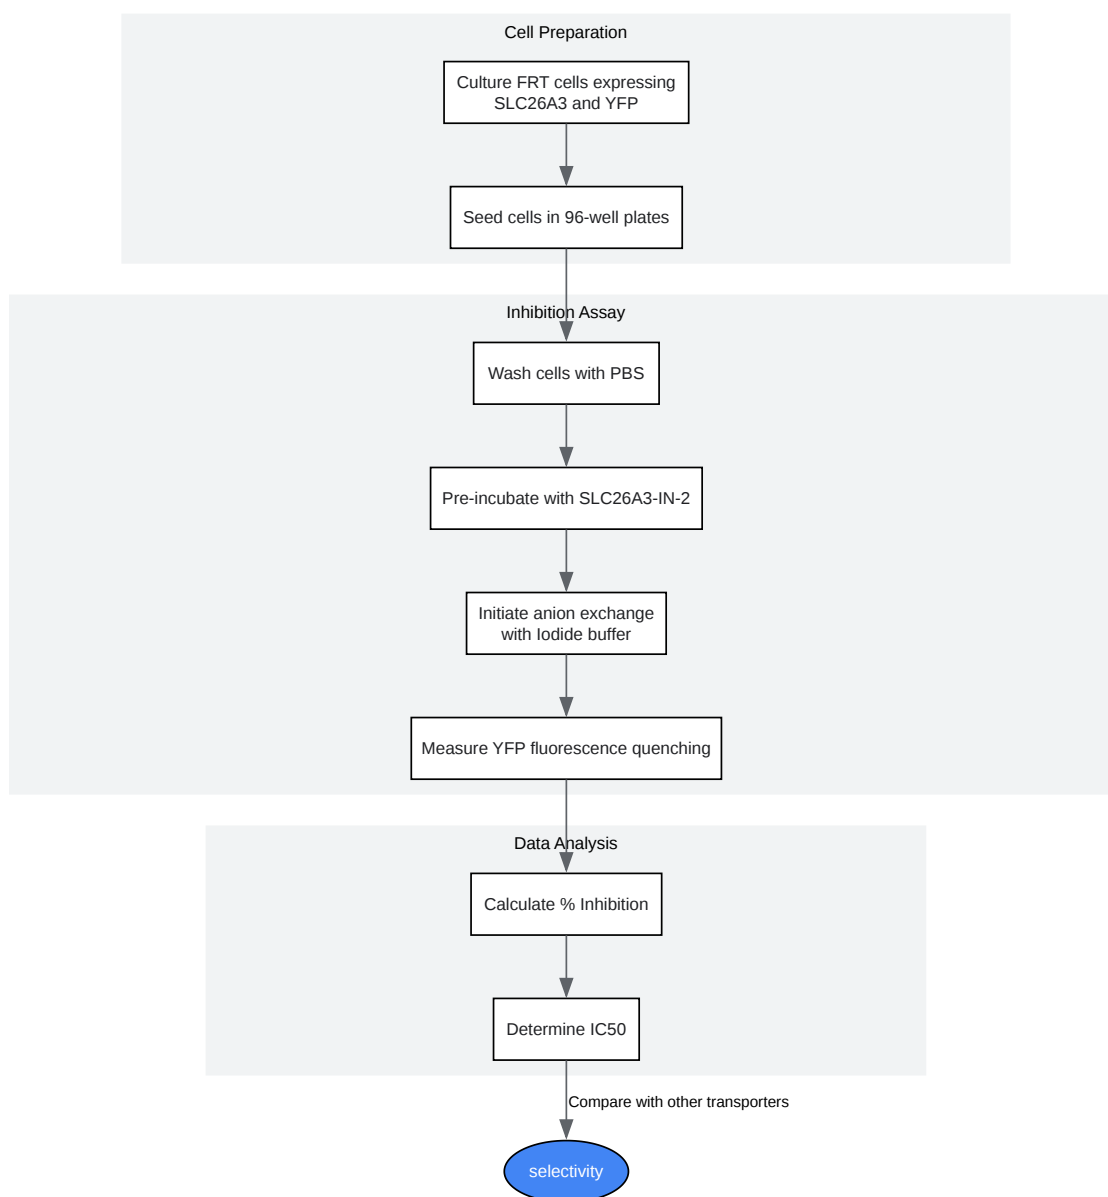 Cell Preparation
Culture FRT cells expressing
SLC26A3 and YFP
Seed cells in 96-well plates
Inhibition Assay
Wash cells with PBS
Pre-incubate with SLC26A3-IN-2
Initiate anion exchange
with Iodide buffer
Measure YFP fluorescence quenching
Data Analysis
Calculate % Inhibition
Determine IC50
Compare with other transporters
selectivity